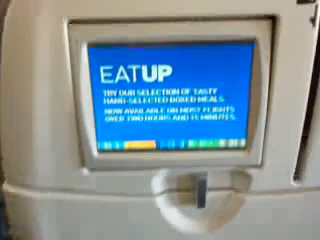 EATUP
TRY OUR SELECTION OF TASTY
HAND-SELECTED BOXED MEALS.
NOW AVAILABLE ON MOST FLIGHTS
OVER TWO HOURS AND 15 MINUTES.